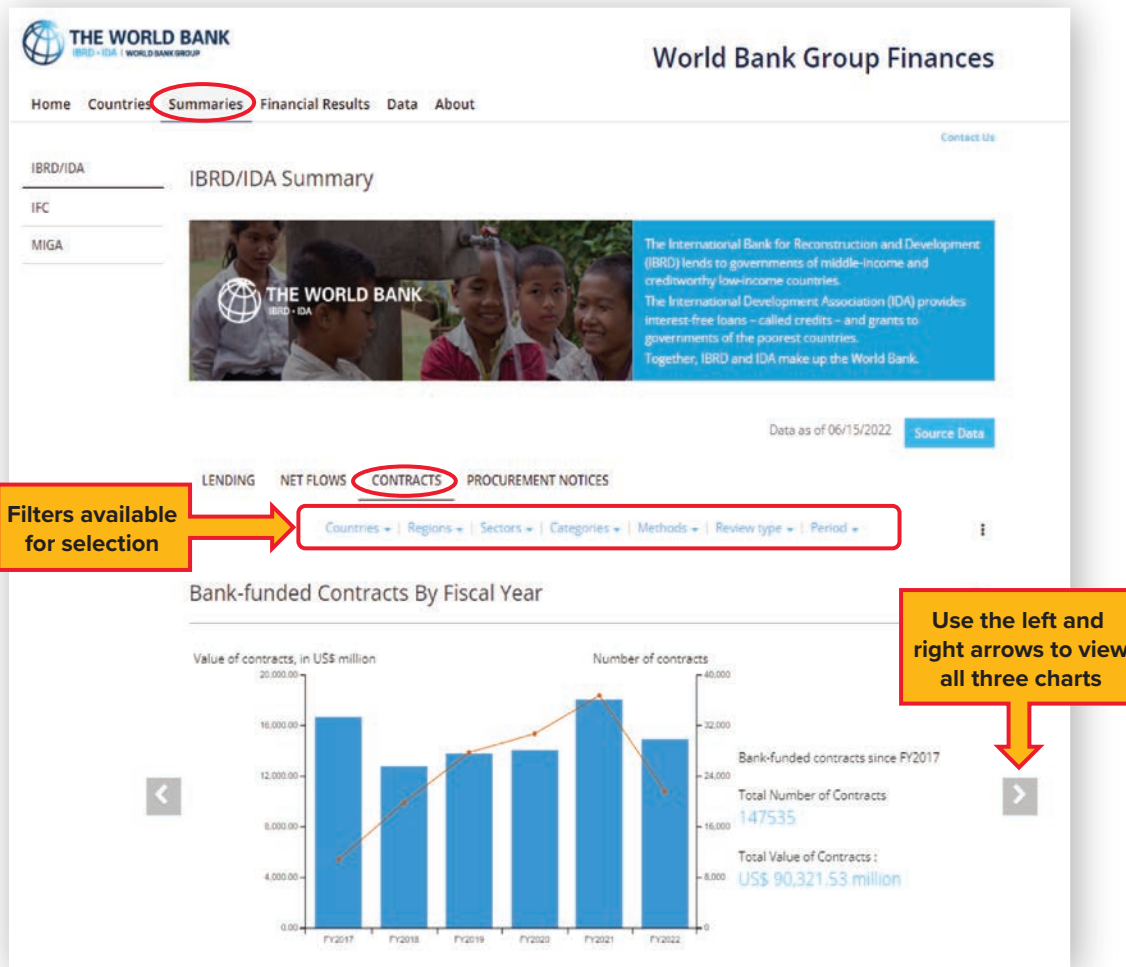 THE WORLD BANK
IBRD • IDA | WORLD BANK GROUP
World Bank Group Finances
Home Countries Summaries Financial Results Data About
Contact Us
IBRD/IDA
IFC
MIGA
IBRD/IDA Summary
THE WORLD BANK
IBRD • IDA
The International Bank for Reconstruction and Development
(IBRD) lends to governments of middle-income and
creditworthy low-income countries.
The International Development Association (IDA) provides
interest-free loans – called credits – and grants to
governments of the poorest countries.
Together, IBRD and IDA make up the World Bank.
Data as of 06/15/2022 Source Data
LENDING NET FLOWS CONTRACTS PROCUREMENT NOTICES
Filters available
for selection
Countries | Regions | Sectors | Categories | Methods | Review type | Period
Bank-funded Contracts By Fiscal Year
Use the left and
right arrows to view
all three charts
Value of contracts, in US$ million Number of contracts
20,000.00 40,000
16,000.00 32,000
12,000.00 24,000
8,000.00 16,000
4,000.00 8,000
0.00 0
FY2017 FY2018 FY2019 FY2020 FY2021 FY2022
Bank-funded contracts since FY2017
Total Number of Contracts
147535
Total Value of Contracts :
US$ 90,321.53 million